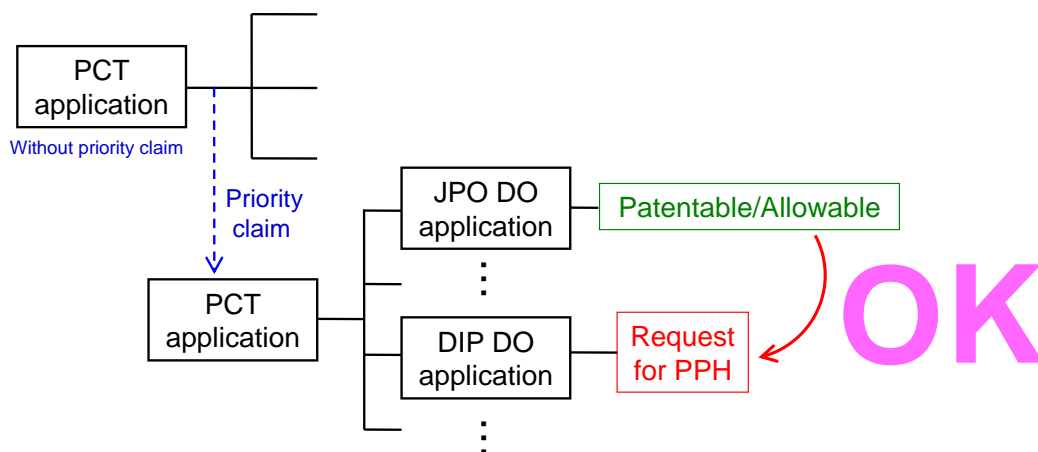 PCT
application
Without priority claim
Priority
claim
JPO DO
application
Patentable/Allowable
PCT
application
DIP DO
application
Request
for PPH
OK